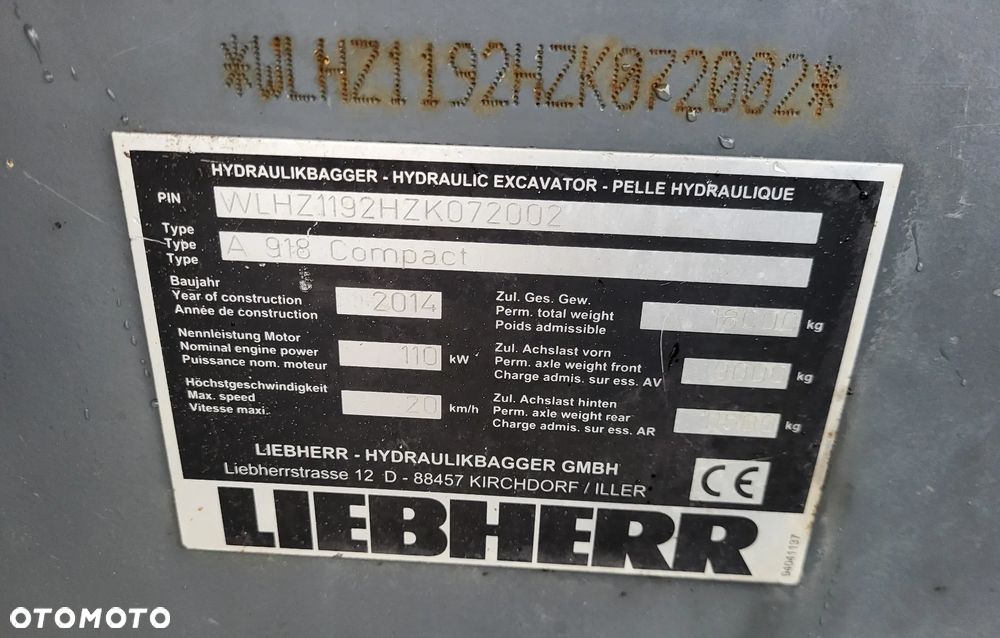 *WLHZ1192HZK072002*
HYDRAULIKBAGGER - HYDRAULIC EXCAVATOR - PELLE HYDRAULIQUE
PIN WLHZ1192HZK072002
Type
Type A 918 Compact
Type
Baujahr
Year of construction 2014
Année de construction
Nennleistung Motor
Nominal engine power 110 kW
Puissance nom. moteur
Höchstgeschwindigkeit
Max. speed 20 km/h
Vitesse maxi.
Zul. Ges. Gew.
Perm. total weight kg
Poids admissible
Zul. Achslast vorn
Perm. axle weight front kg
Charge admis. sur ess. AV
Zul. Achslast hinten
Perm. axle weight rear kg
Charge admis. sur ess. AR
LIEBHERR - HYDRAULIKBAGGER GMBH
Liebherrstrasse 12 D - 88457 KIRCHDORF / ILLER
CE
LIEBHERR
94041137
OTOMOTO